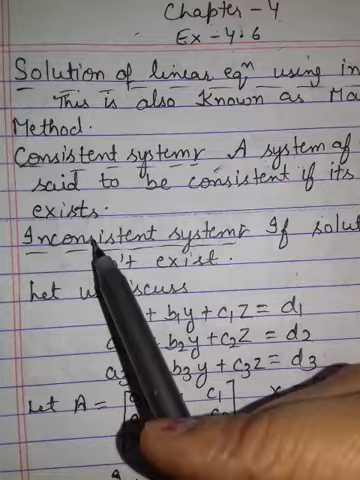 Chapter - 4
Ex - 4.6
Solution of linear eqⁿ using in
This is also known as Ma
Method.
Consistent system: A system of
said to be consistent if its
exists.
Inconsistent system: If solut
't exist.
Let us discuss
+ b₁y + c₁z = d₁
b₂y + c₂z = d₂
a₃ b₃y + c₃z = d₃
Let A = [ c₁ ] x